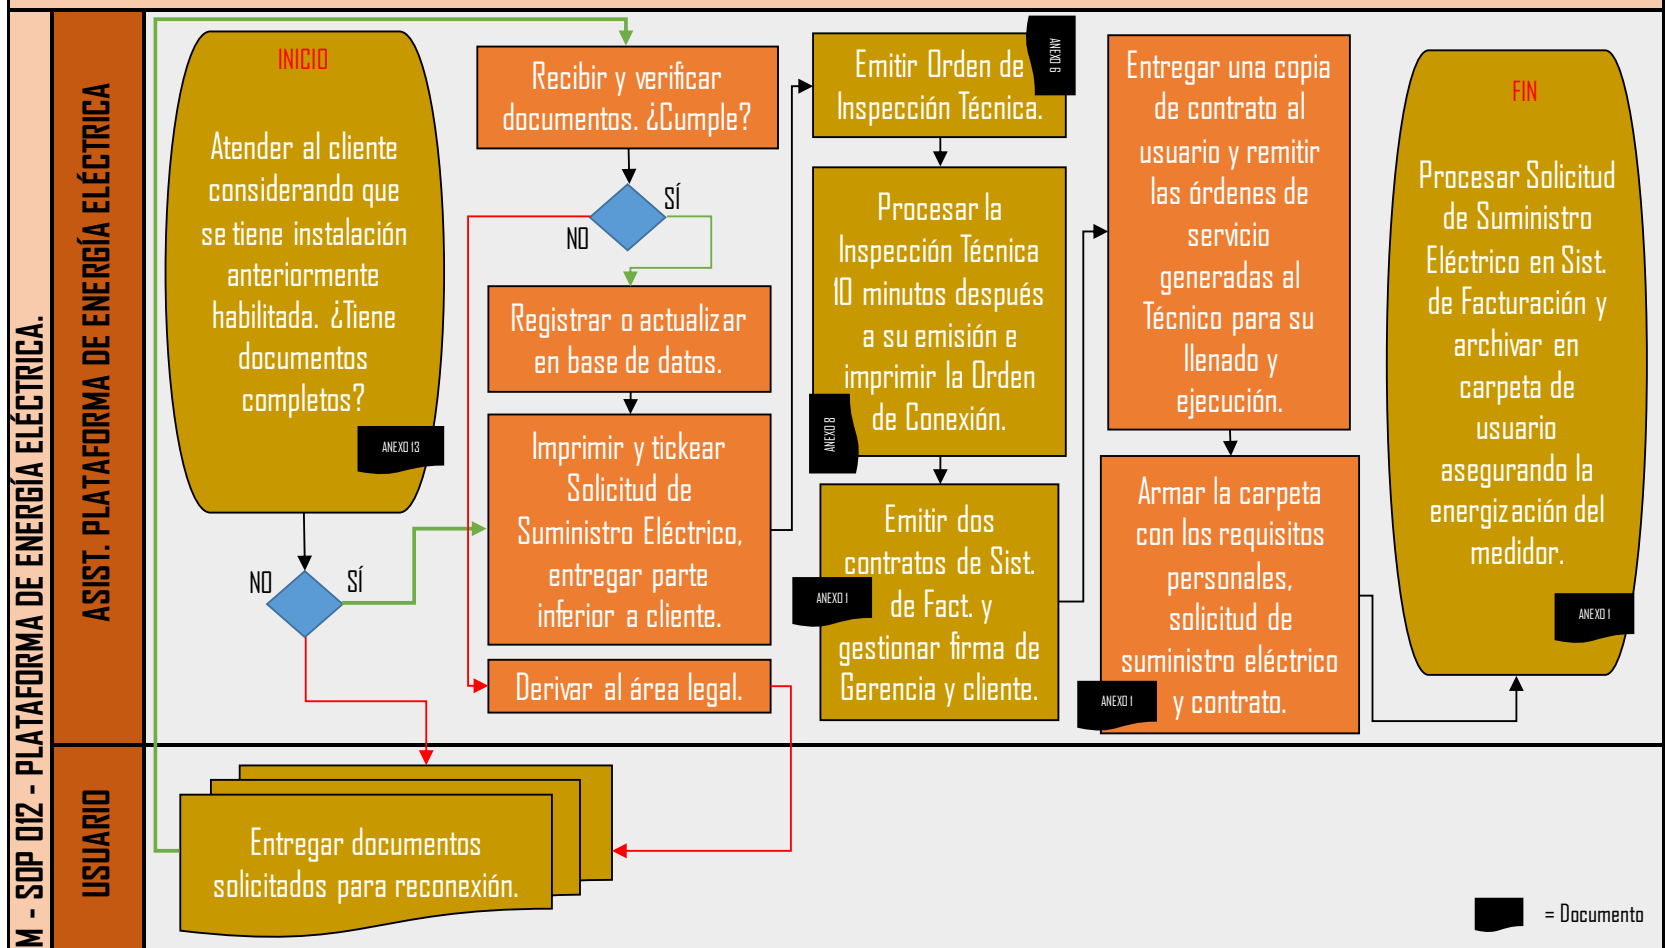 M - SOP 012 - PLATAFORMA DE ENERGÍA ELÉCTRICA.
ASIST. PLATAFORMA DE ENERGÍA ELÉCTRICA
INICIO
Atender al cliente
considerando que
se tiene instalación
anteriormente
habilitada. ¿Tiene
documentos
completos?
ANEXO 13
NO
SÍ
Recibir y verificar
documentos. ¿Cumple?
SÍ
NO
Registrar o actualizar
en base de datos.
Imprimir y tickear
Solicitud de
Suministro Eléctrico,
entregar parte
inferior a cliente.
Derivar al área legal.
Emitir Orden de
Inspección Técnica.
ANEXO 6
Procesar la
Inspección Técnica
10 minutos después
a su emisión e
imprimir la Orden
de Conexión.
ANEXO 8
Emitir dos
contratos de Sist.
de Fact. y
gestionar firma de
Gerencia y cliente.
ANEXO 1
Entregar una copia
de contrato al
usuario y remitir
las órdenes de
servicio
generadas al
Técnico para su
llenado y
ejecución.
Armar la carpeta
con los requisitos
personales,
solicitud de
suministro eléctrico
y contrato.
ANEXO 1
FIN
Procesar Solicitud
de Suministro
Eléctrico en Sist.
de Facturación y
archivar en
carpeta de
usuario
asegurando la
energización del
medidor.
ANEXO 1
USUARIO
Entregar documentos
solicitados para reconexión.
= Documento